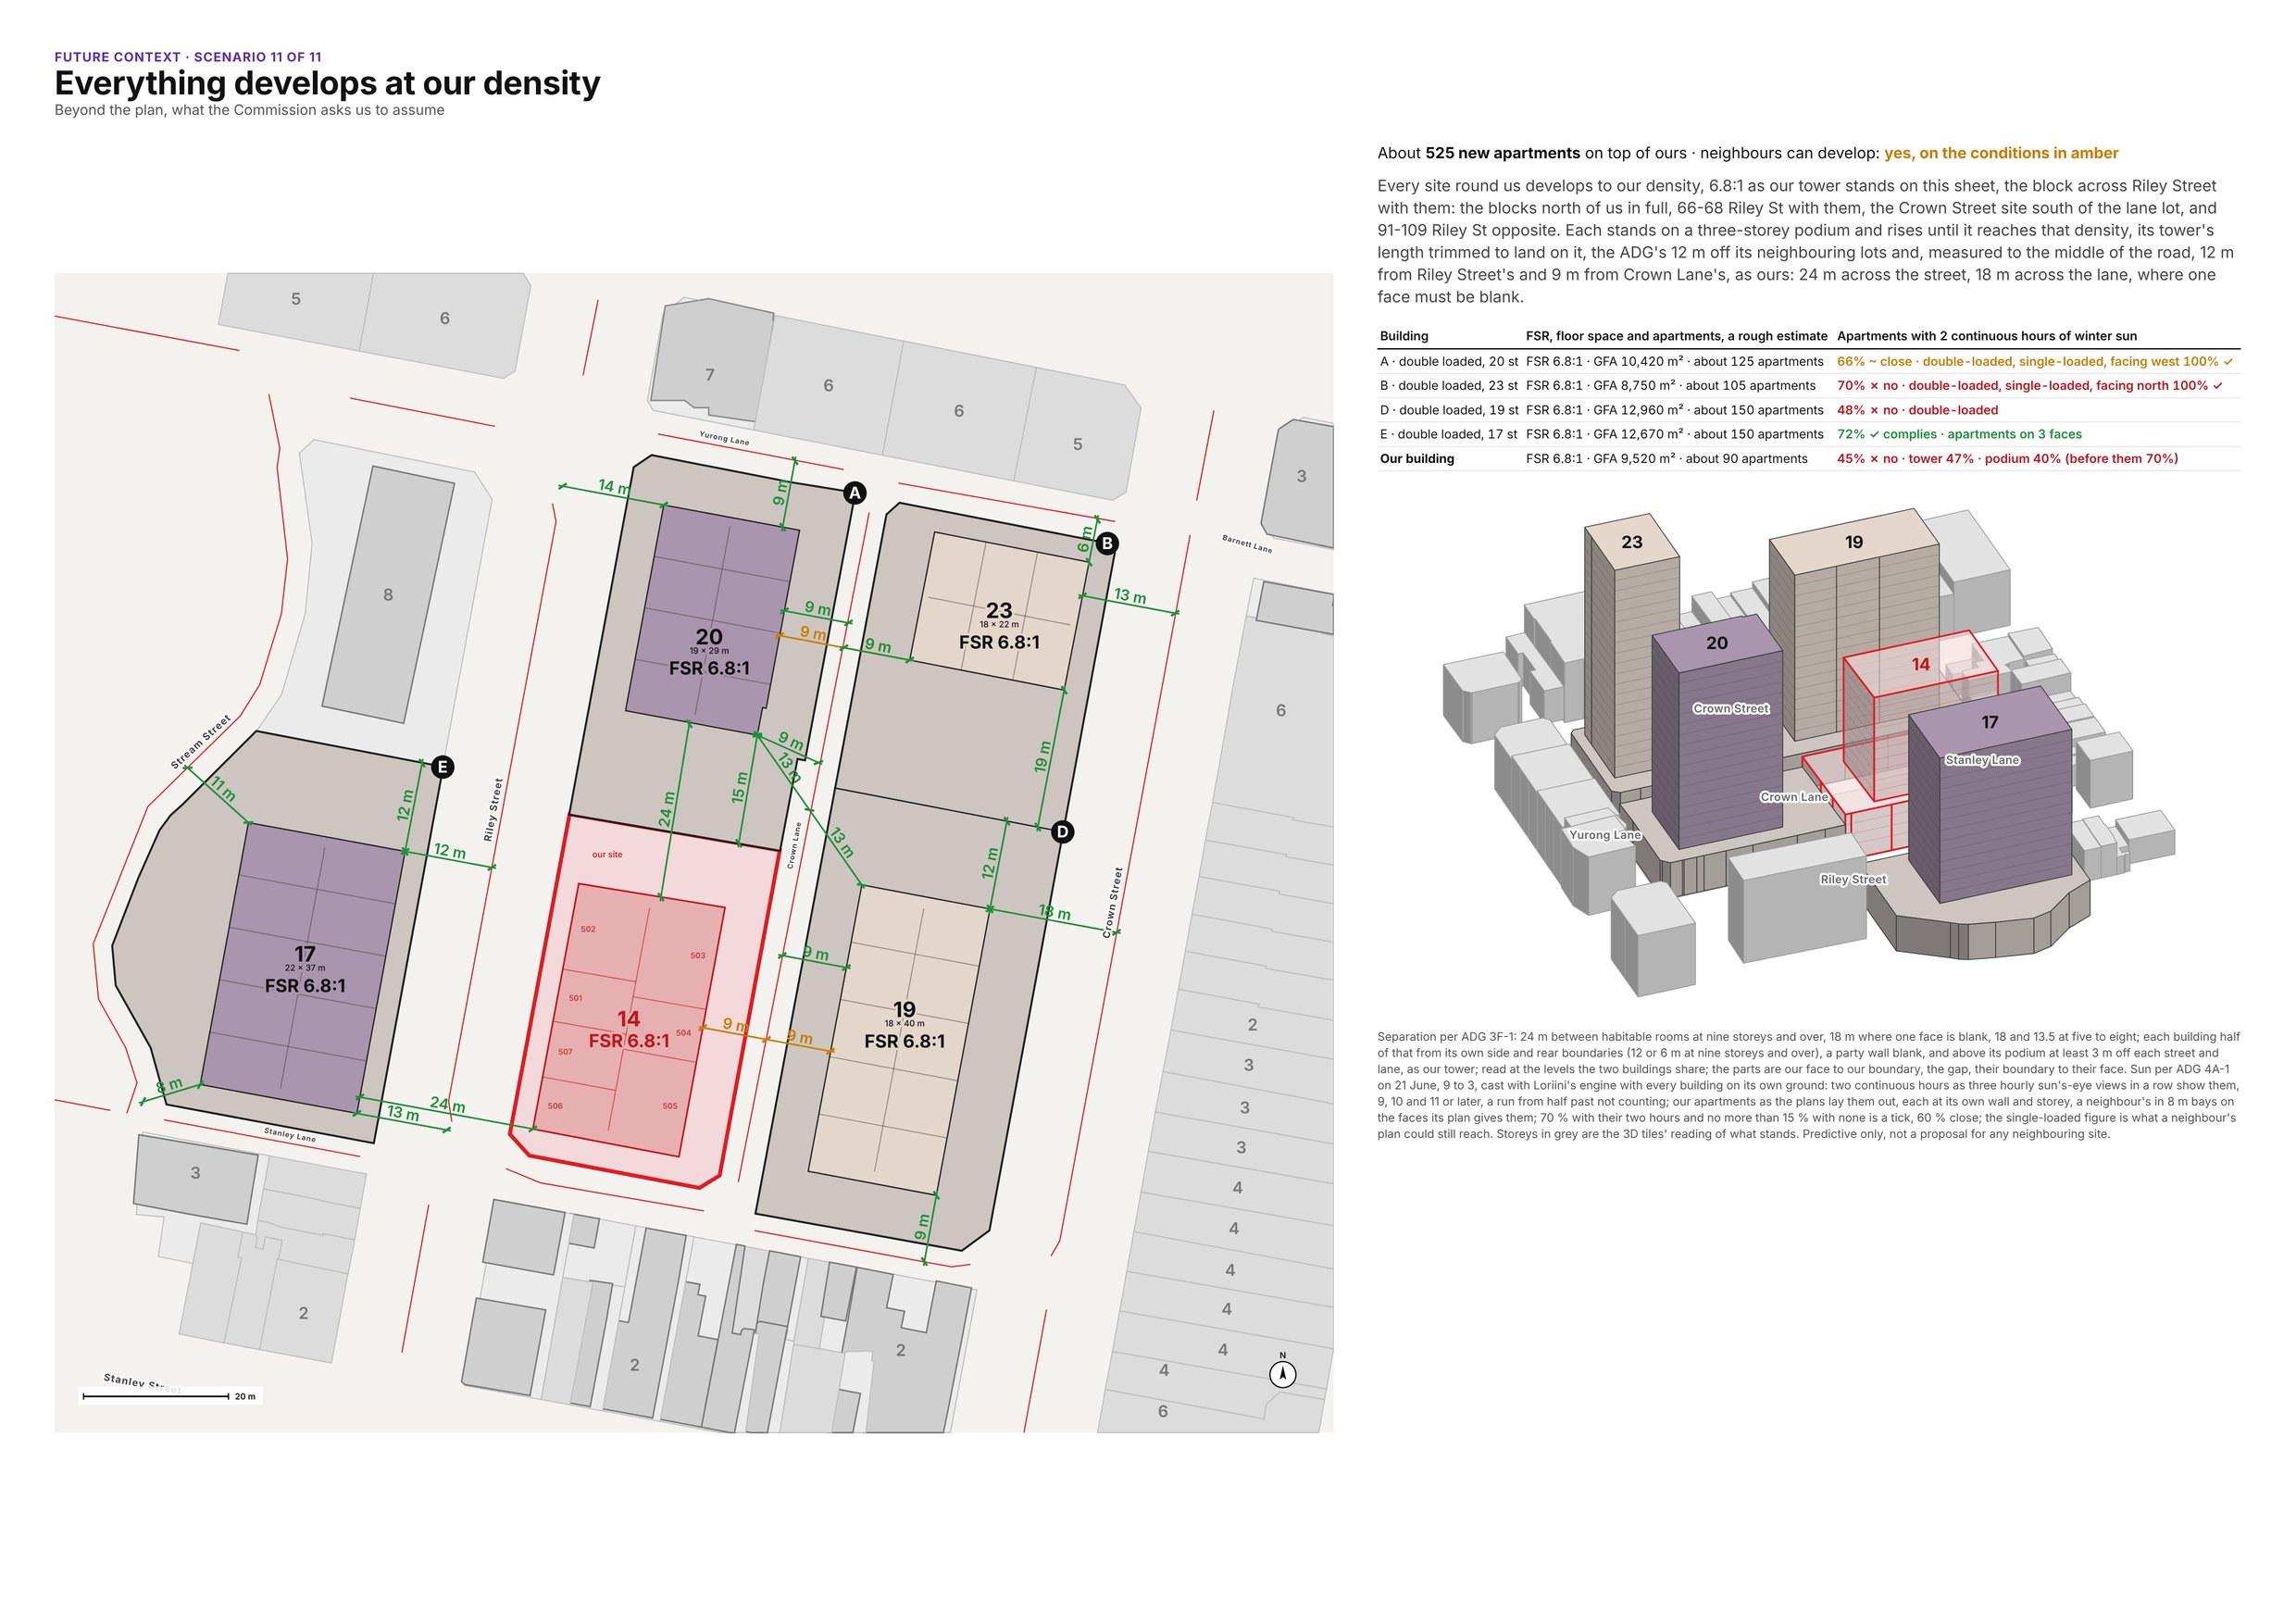 FUTURE CONTEXT · SCENARIO 11 OF 11
Everything develops at our density
Beyond the plan, what the Commission asks us to assume
About 525 new apartments on top of ours · neighbours can develop: yes, on the conditions in amber
Every site round us develops to our density, 6.8:1 as our tower stands on this sheet, the block across Riley Street
with them: the blocks north of us in full, 66-68 Riley St with them, the Crown Street site south of the lane lot, and
91-109 Riley St opposite. Each stands on a three-storey podium and rises until it reaches that density, its tower's
length trimmed to land on it, the ADG's 12 m off its neighbouring lots and, measured to the middle of the road, 12 m
from Riley Street's and 9 m from Crown Lane's, as ours: 24 m across the street, 18 m across the lane, where one
face must be blank.
Building FSR, floor space and apartments, a rough estimate Apartments with 2 continuous hours of winter sun
A · double loaded, 20 st FSR 6.8:1 · GFA 10,420 m² · about 125 apartments 66% ~ close · double-loaded, single-loaded, facing west 100% ✓
B · double loaded, 23 st FSR 6.8:1 · GFA 8,750 m² · about 105 apartments 70% × no · double-loaded, single-loaded, facing north 100% ✓
D · double loaded, 19 st FSR 6.8:1 · GFA 12,960 m² · about 150 apartments 48% × no · double-loaded
E · double loaded, 17 st FSR 6.8:1 · GFA 12,670 m² · about 150 apartments 72% ✓ complies · apartments on 3 faces
Our building FSR 6.8:1 · GFA 9,520 m² · about 90 apartments 45% × no · tower 47% · podium 40% (before them 70%)
23
19
20
14
17
Crown Street
Stanley Lane
Crown Lane
Yurong Lane
Riley Street
Separation per ADG 3F-1: 24 m between habitable rooms at nine storeys and over, 18 m where one face is blank, 18 and 13.5 at five to eight; each building half
of that from its own side and rear boundaries (12 or 6 m at nine storeys and over), a party wall blank, and above its podium at least 3 m off each street and
lane, as our tower; read at the levels the two buildings share; the parts are our face to our boundary, the gap, their boundary to their face. Sun per ADG 4A-1
on 21 June, 9 to 3, cast with Loriini's engine with every building on its own ground: two continuous hours as three hourly sun's-eye views in a row show them,
9, 10 and 11 or later, a run from half past not counting; our apartments as the plans lay them out, each at its own wall and storey, a neighbour's in 8 m bays on
the faces its plan gives them; 70 % with their two hours and no more than 15 % with none is a tick, 60 % close; the single-loaded figure is what a neighbour's
plan could still reach. Storeys in grey are the 3D tiles' reading of what stands. Predictive only, not a proposal for any neighbouring site.
5
6
7
6
6
5
3
Yurong Lane
Barnett Lane
14 m
9 m
A
6 m
B
13 m
8
20
19 × 29 m
FSR 6.8:1
9 m
9 m
9 m
23
18 × 22 m
FSR 6.8:1
6
Stream Street
E
11 m
12 m
Riley Street
12 m
24 m
15 m
9 m
13 m
13 m
19 m
D
12 m
Crown Lane
our site
18 m
Crown Street
502
503
501
504
507
506
505
14
FSR 6.8:1
9 m
9 m
9 m
17
22 × 37 m
FSR 6.8:1
19
18 × 40 m
FSR 6.8:1
8 m
24 m
13 m
Stanley Lane
9 m
3
2
2
2
2
3
3
3
4
4
4
4
4
4
6
N
Stanley Street
20 m